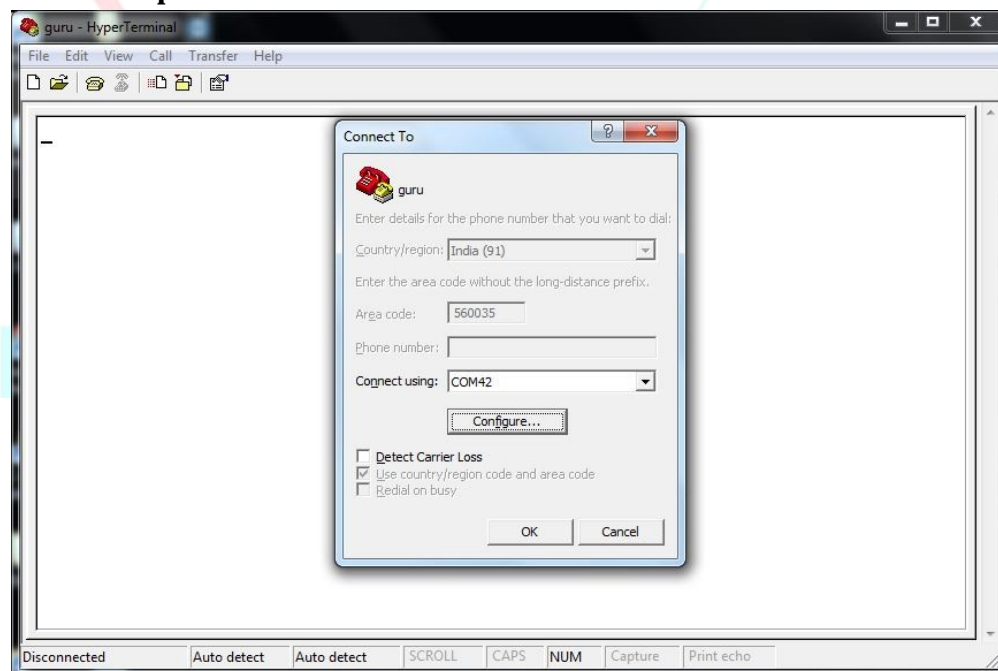 guru - HyperTerminal
File Edit View Call Transfer Help
Connect To
guru
Enter details for the phone number that you want to dial:
Country/region: India (91)
Enter the area code without the long-distance prefix.
Area code: 560035
Phone number:
Connect using: COM42
Configure...
Detect Carrier Loss
Use country/region code and area code
Redial on busy
OK Cancel
Disconnected Auto detect Auto detect SCROLL CAPS NUM Capture Print echo